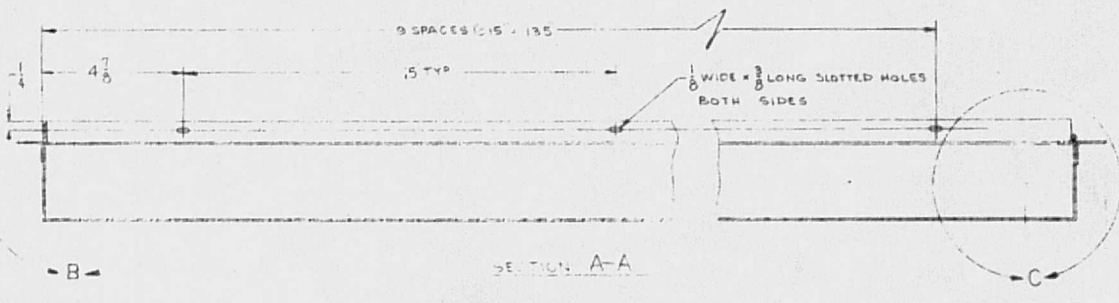 9 SPACES @ 15 = 135
1/4
4 7/8
15 TYP
1/8 WIDE × 3/8 LONG SLOTTED HOLES
BOTH SIDES
B
SECTION A-A
C